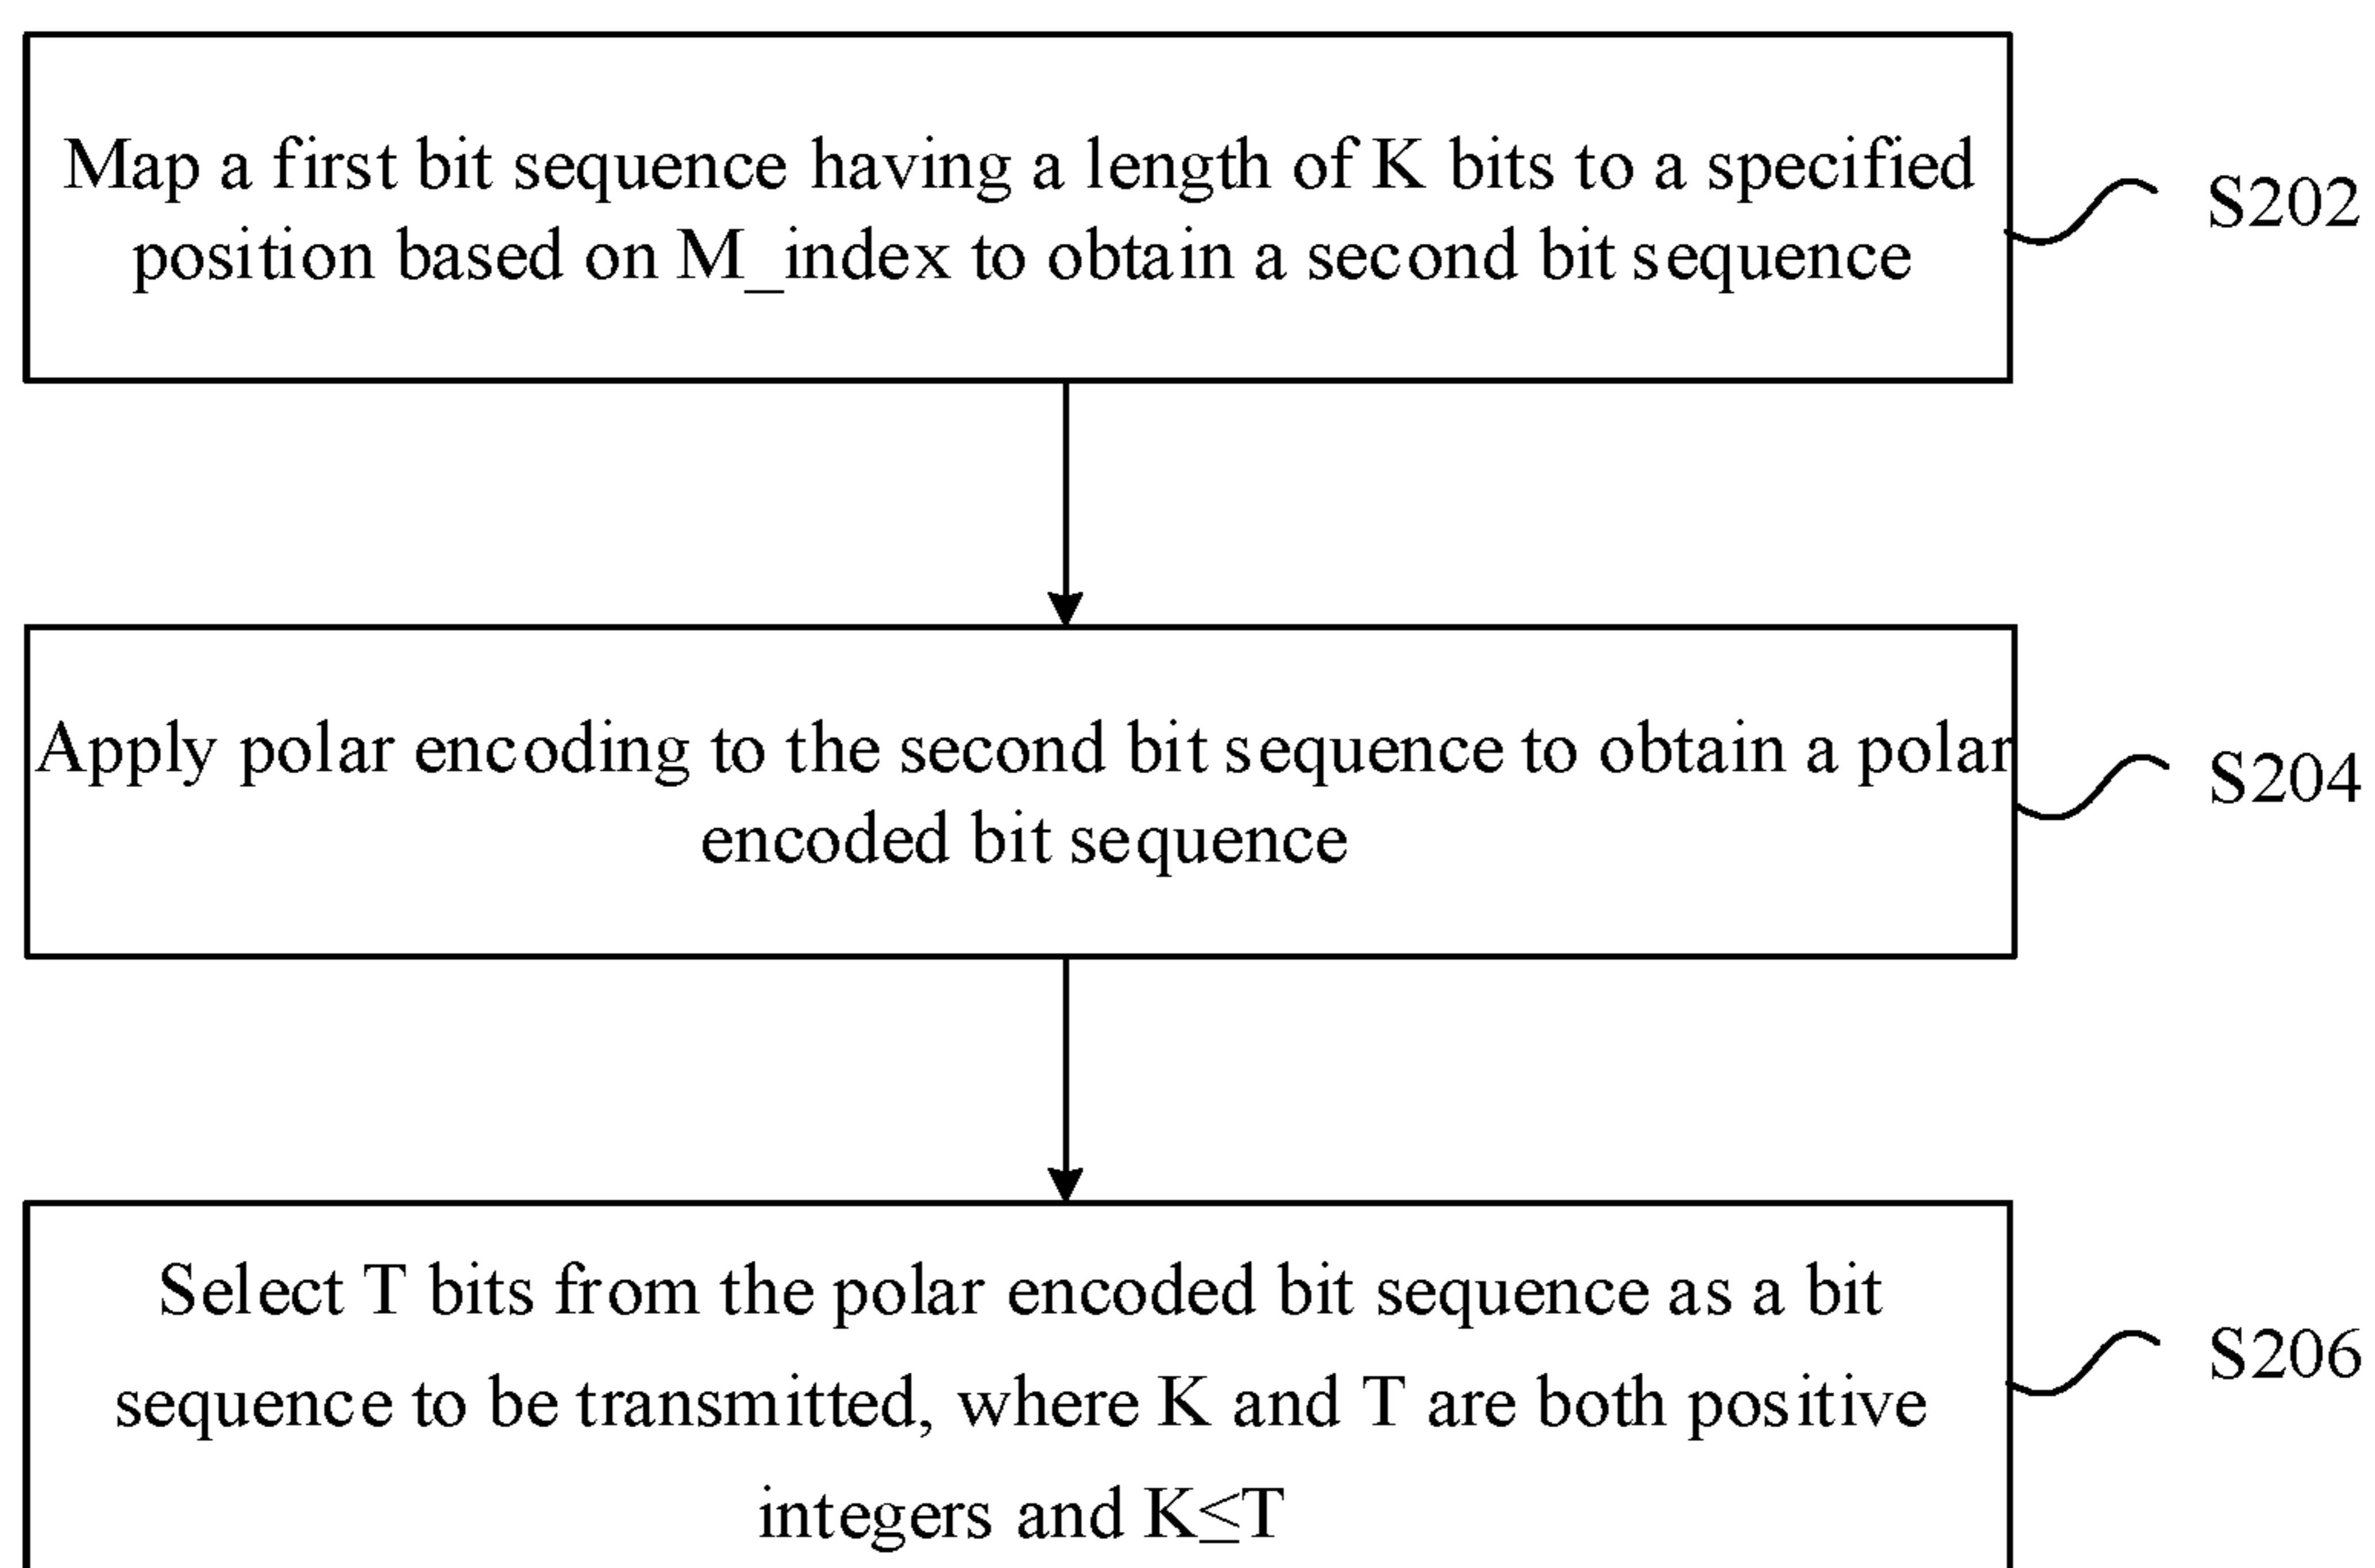 Map a first bit sequence having a length of K bits to a specified
position based on M_index to obtain a second bit sequence
S202
Apply polar encoding to the second bit sequence to obtain a polar
encoded bit sequence
S204
Select T bits from the polar encoded bit sequence as a bit
sequence to be transmitted, where K and T are both positive
integers and K≤T
S206